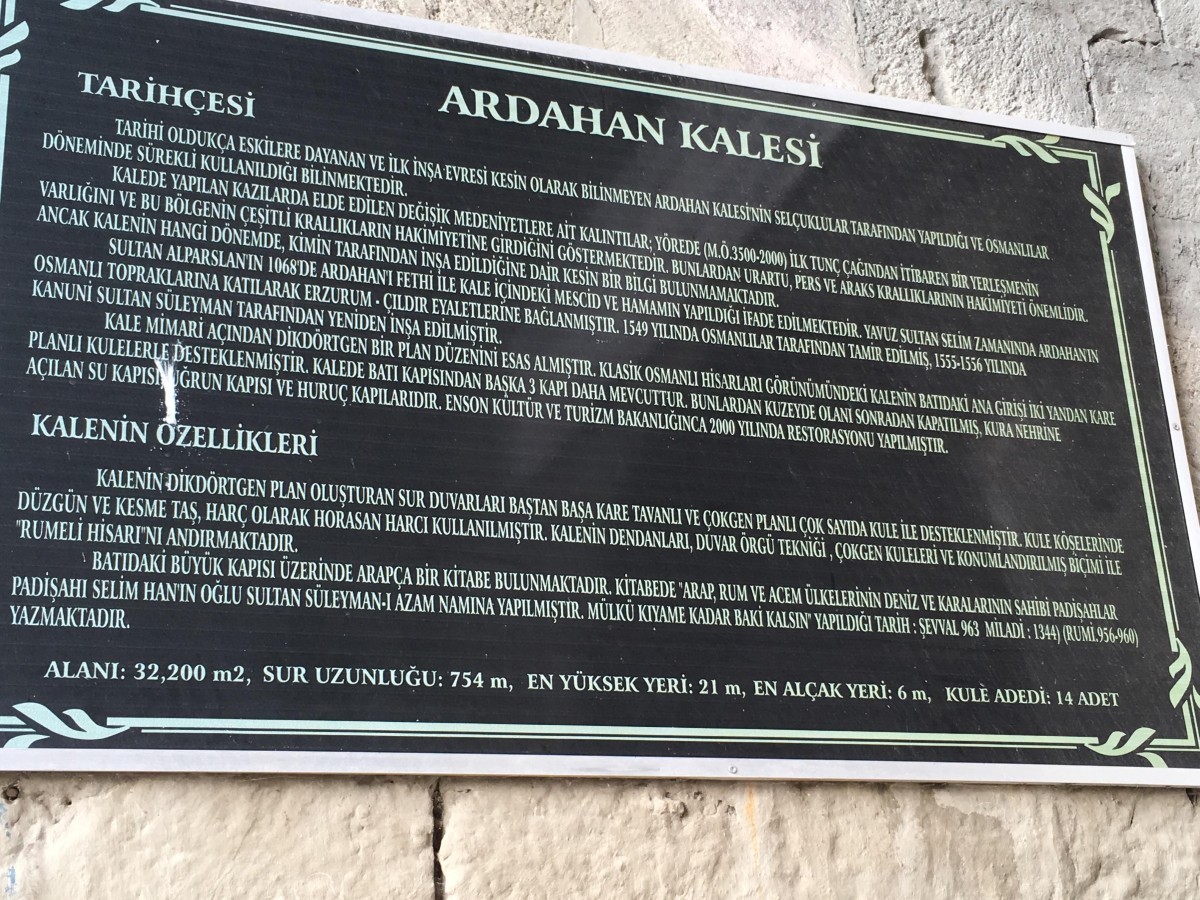 ARDAHAN KALESİ
TARİHÇESİ
TARİHİ OLDUKÇA ESKİLERE DAYANAN VE İLK İNŞA EVRESİ KESİN OLARAK BİLİNMEYEN ARDAHAN KALESİ'NİN SELÇUKLULAR TARAFINDAN YAPILDIĞI VE OSMANLILAR
DÖNEMİNDE SÜREKLİ KULLANILDIĞI BİLİNMEKTEDİR.
KALEDE YAPILAN KAZILARDA ELDE EDİLEN DEĞİŞİK MEDENİYETLERE AİT KALINTILAR; YÖREDE (M.Ö.3500-2000) İLK TUNÇ ÇAĞINDAN İTİBAREN BİR YERLEŞMENİN
VARLIĞINI VE BU BÖLGENİN ÇEŞİTLİ KRALLIKLARIN HAKİMİYETİNE GİRDİĞİNİ GÖSTERMEKTEDİR. BUNLARDAN URARTU, PERS VE ARAKS KRALLIKLARININ HAKİMİYETİ ÖNEMLİDİR.
ANCAK KALENİN HANGİ DÖNEMDE, KİMİN TARAFINDAN İNŞA EDİLDİĞİNE DAİR KESİN BİR BİLGİ BULUNMAMAKTADIR.
SULTAN ALPARSLAN'IN 1068'DE ARDAHAN'I FETHİ İLE KALE İÇİNDEKİ MESCİD VE HAMAMIN YAPILDIĞI İFADE EDİLMEKTEDİR. YAVUZ SULTAN SELİM ZAMANINDA ARDAHAN'IN
OSMANLI TOPRAKLARINA KATILARAK ERZURUM - ÇILDIR EYALETLERİNE BAĞLANMIŞTIR. 1549 YILINDA OSMANLILAR TARAFINDAN TAMİR EDİLMİŞ, 1555-1556 YILINDA
KANUNİ SULTAN SÜLEYMAN TARAFINDAN YENİDEN İNŞA EDİLMİŞTİR.
KALE MİMARİ AÇINDAN DİKDÖRTGEN BİR PLAN DÜZENİNİ ESAS ALMIŞTIR. KLASİK OSMANLI HİSARLARI GÖRÜNÜMÜNDEKİ KALENİN BATIDAKİ ANA GİRİŞİ İKİ YANDAN KARE
PLANLI KULELERLE DESTEKLENMİŞTİR. KALEDE BATI KAPISINDAN BAŞKA 3 KAPI DAHA MEVCUTTUR. BUNLARDAN KUZEYDE OLANI SONRADAN KAPATILMIŞ, KURA NEHRİNE
AÇILAN SU KAPISI UĞRUN KAPISI VE HURUÇ KAPILARIDIR. ENSON KÜLTÜR VE TURİZM BAKANLIĞINCA 2000 YILINDA RESTORASYONU YAPILMIŞTIR.
KALENİN ÖZELLİKLERİ
KALENİN DİKDÖRTGEN PLAN OLUŞTURAN SUR DUVARLARI BAŞTAN BAŞA KARE TAVANLI VE ÇOKGEN PLANLI ÇOK SAYIDA KULE İLE DESTEKLENMİŞTİR. KULE KÖŞELERİNDE
DÜZGÜN VE KESME TAŞ, HARÇ OLARAK HORASAN HARCI KULLANILMIŞTIR. KALENİN DENDANLARI, DUVAR ÖRGÜ TEKNİĞİ , ÇOKGEN KULELERİ VE KONUMLANDIRILMIŞ BİÇİMİ İLE
"RUMELİ HİSARI"NI ANDIRMAKTADIR.
BATIDAKİ BÜYÜK KAPISI ÜZERİNDE ARAPÇA BİR KİTABE BULUNMAKTADIR. KİTABEDE "ARAP, RUM VE ACEM ÜLKELERİNİN DENİZ VE KARALARININ SAHİBİ PADİŞAHLAR
PADİŞAHI SELİM HAN'IN OĞLU SULTAN SÜLEYMAN-I AZAM NAMINA YAPILMIŞTIR. MÜLKÜ KIYAME KADAR BAKİ KALSIN" YAPILDIĞI TARİH : ŞEVVAL 963 MİLADİ : 1344) (RUMİ.956-960)
YAZMAKTADIR.
ALANI: 32,200 m2, SUR UZUNLUĞU: 754 m, EN YÜKSEK YERİ: 21 m, EN ALÇAK YERİ: 6 m, KULE ADEDİ: 14 ADET